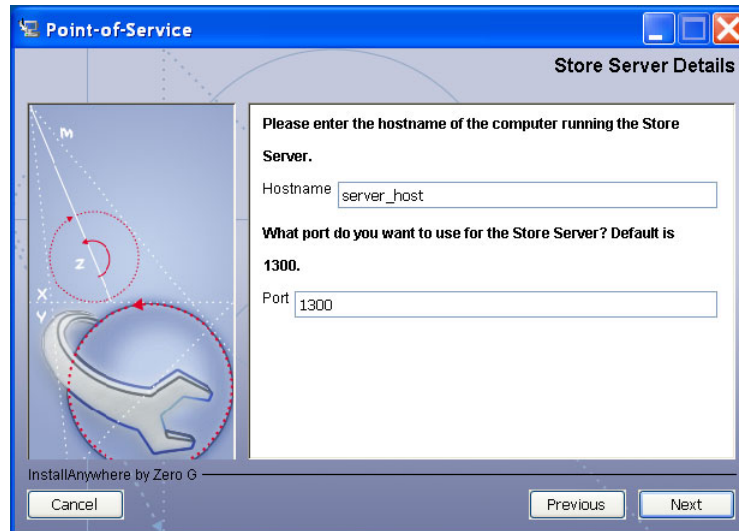 Point-of-Service
Store Server Details
M
Z
X
Y
Please enter the hostname of the computer running the Store
Server.
Hostname server_host
What port do you want to use for the Store Server? Default is
1300.
Port 1300
InstallAnywhere by Zero G
Cancel Previous Next